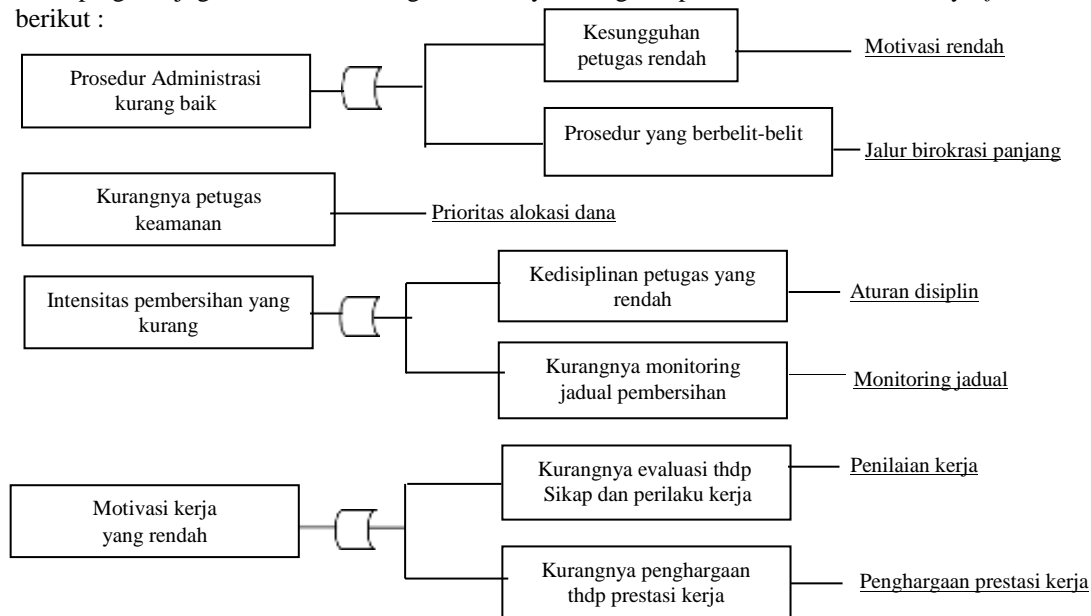 berikut :
Kesungguhan
petugas rendah
Motivasi rendah
Prosedur Administrasi
kurang baik
Prosedur yang berbelit-belit
Jalur birokrasi panjang
Kurangnya petugas
keamanan
Prioritas alokasi dana
Kedisiplinan petugas yang
rendah
Aturan disiplin
Intensitas pembersihan yang
kurang
Kurangnya monitoring
jadual pembersihan
Monitoring jadual
Kurangnya evaluasi thdp
Sikap dan perilaku kerja
Penilaian kerja
Motivasi kerja
yang rendah
Kurangnya penghargaan
thdp prestasi kerja
Penghargaan prestasi kerja